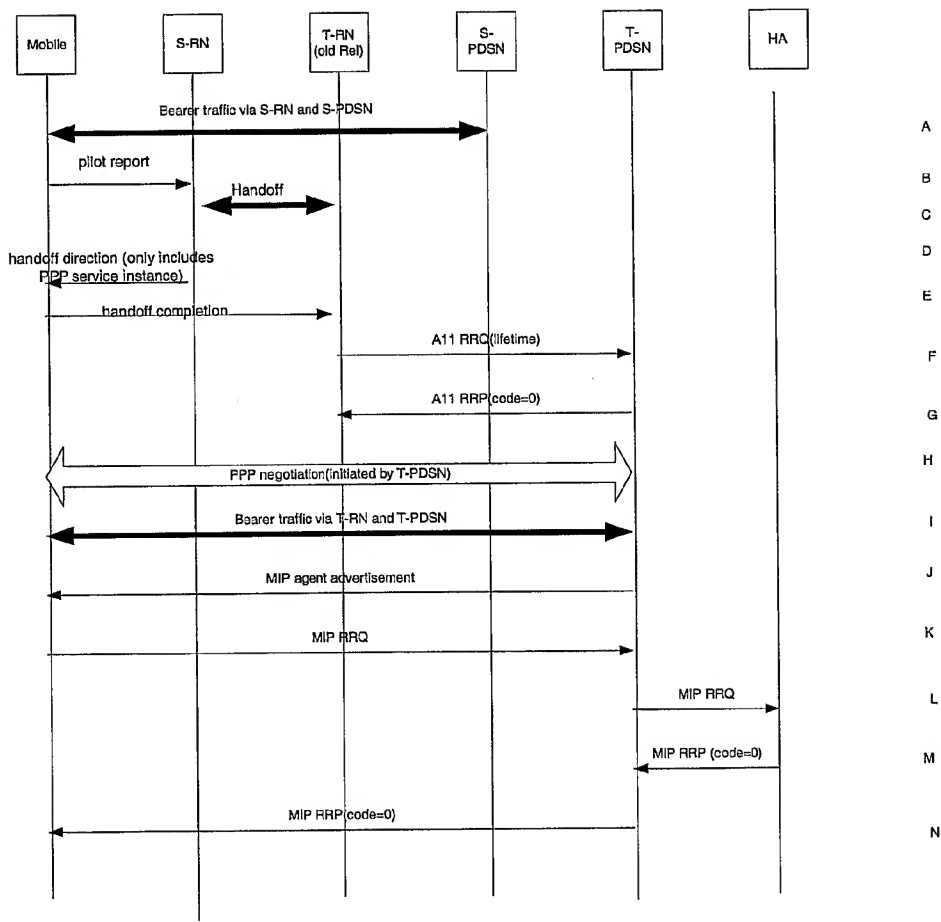 Mobile
S-RN
T-RN
(old Rel)
S-
PDSN
T-
PDSN
HA
Bearer traffic via S-RN and S-PDSN
A
pilot report
B
Handoff
C
handoff direction (only includes
PPP service instance)
D
handoff completion
E
A11 RRQ(lifetime)
F
A11 RRP(code=0)
G
PPP negotiation(initiated by T-PDSN)
H
Bearer traffic via T-RN and T-PDSN
I
MIP agent advertisement
J
MIP RRQ
K
MIP RRQ
L
MIP RRP (code=0)
M
MIP RRP(code=0)
N